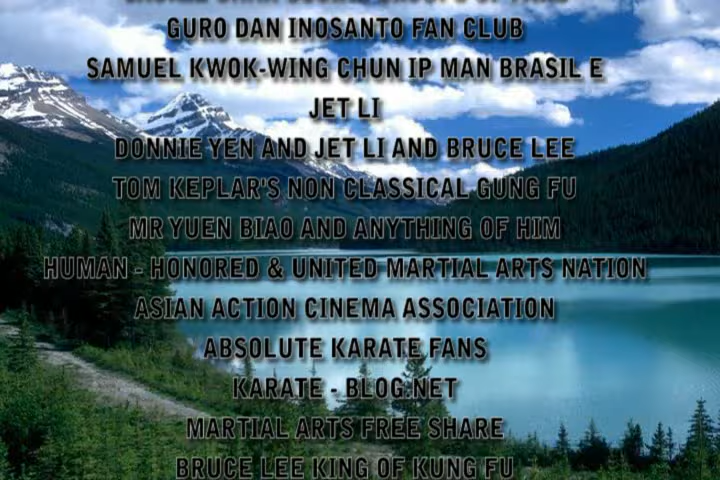 GURO DAN INOSANTO FAN CLUB
SAMUEL KWOK-WING CHUN IP MAN BRASIL E
JET LI
DONNIE YEN AND JET LI AND BRUCE LEE
TOM KEPLAR'S NON CLASSICAL GUNG FU
MR YUEN BIAO AND ANYTHING OF HIM
HUMAN - HONORED & UNITED MARTIAL ARTS NATION
ASIAN ACTION CINEMA ASSOCIATION
ABSOLUTE KARATE FANS
KARATE - BLOG.NET
MARTIAL ARTS FREE SHARE
BRUCE LEE KING OF KUNG FU